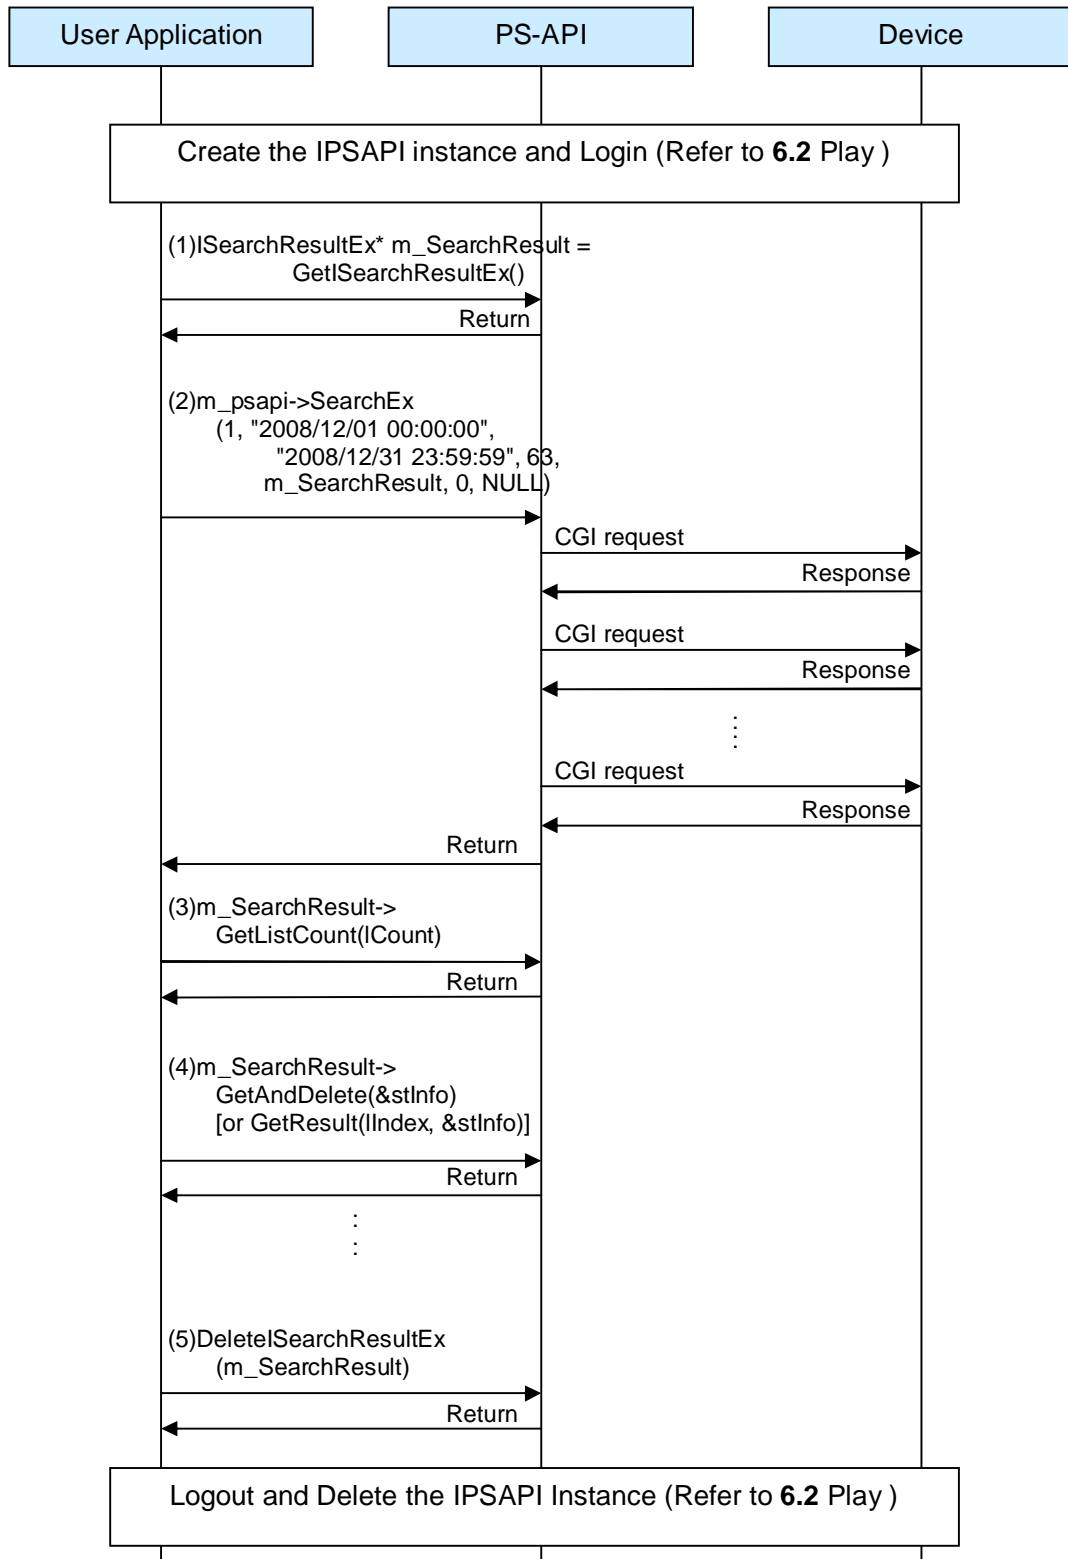 User Application
PS-API
Device
Create the IPSAPI instance and Login (Refer to 6.2 Play )
(1)ISearchResultEx* m_SearchResult =
GetISearchResultEx()
Return
(2)m_psapi->SearchEx
(1, "2008/12/01 00:00:00",
"2008/12/31 23:59:59", 63,
m_SearchResult, 0, NULL)
CGI request
Response
CGI request
Response
CGI request
Response
Return
(3)m_SearchResult->
GetListCount(lCount)
Return
(4)m_SearchResult->
GetAndDelete(&stInfo)
[or GetResult(lIndex, &stInfo)]
Return
(5)DeleteISearchResultEx
(m_SearchResult)
Return
Logout and Delete the IPSAPI Instance (Refer to 6.2 Play )